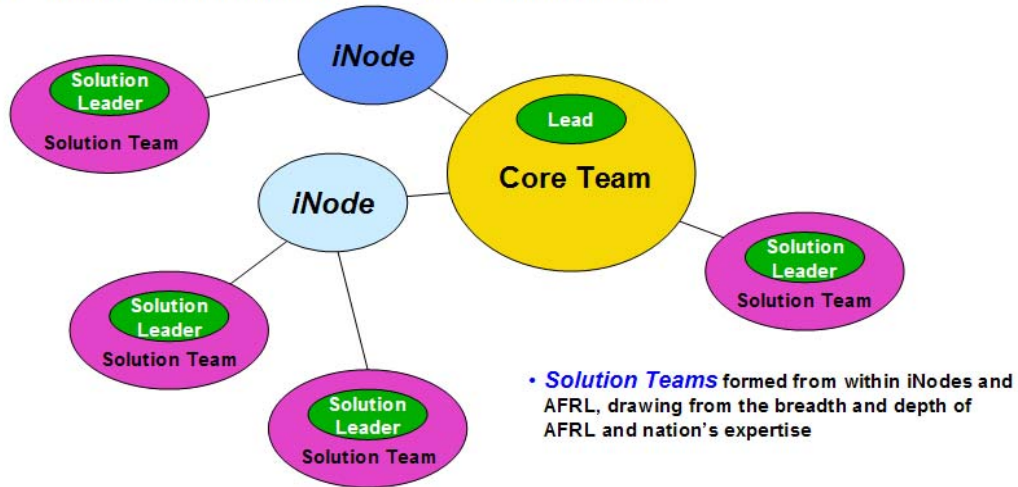 iNode
Solution
Leader
Solution Team
Lead
Core Team
iNode
Solution
Leader
Solution Team
Solution
Leader
Solution Team
Solution
Leader
Solution Team
• Solution Teams formed from within iNodes and
AFRL, drawing from the breadth and depth of
AFRL and nation's expertise